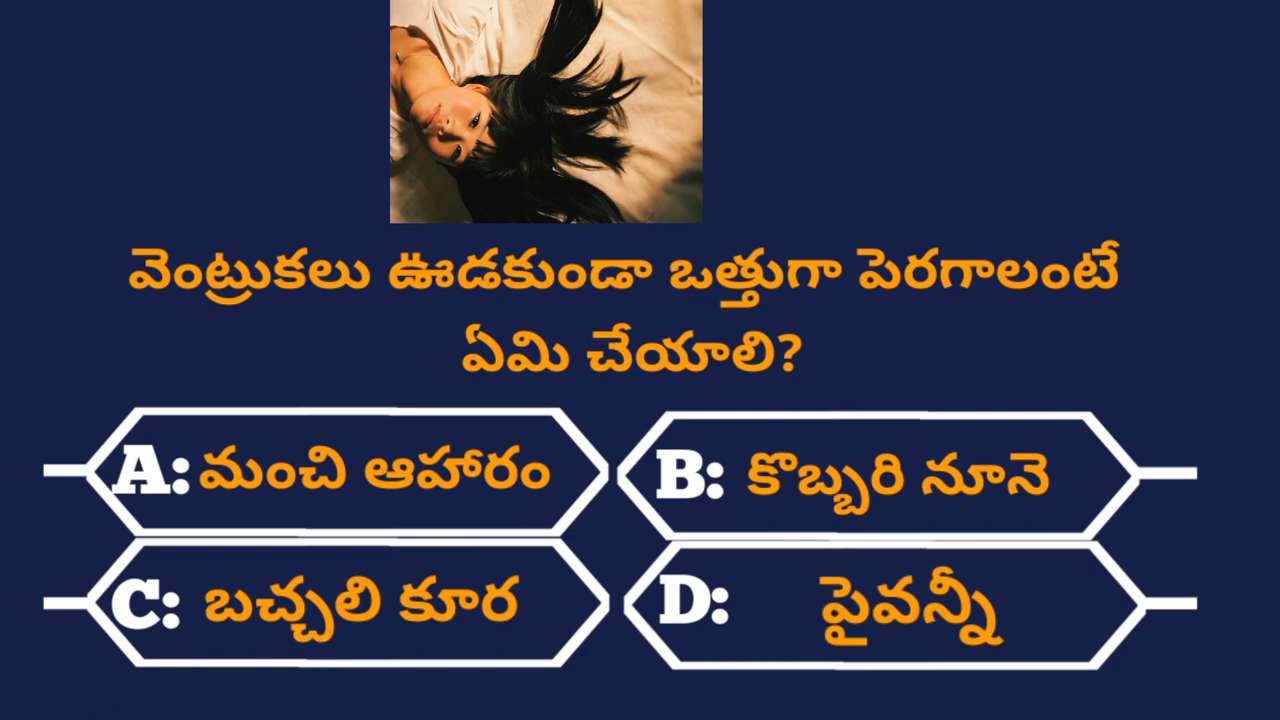 వెంట్రుకలు ఊడకుండా ఒత్తుగా పెరగాలంటే
ఏమి చేయాలి?
A: మంచి ఆహారం
B: కొబ్బరి నూనె
C: బచ్చలి కూర
D: పైవన్నీ